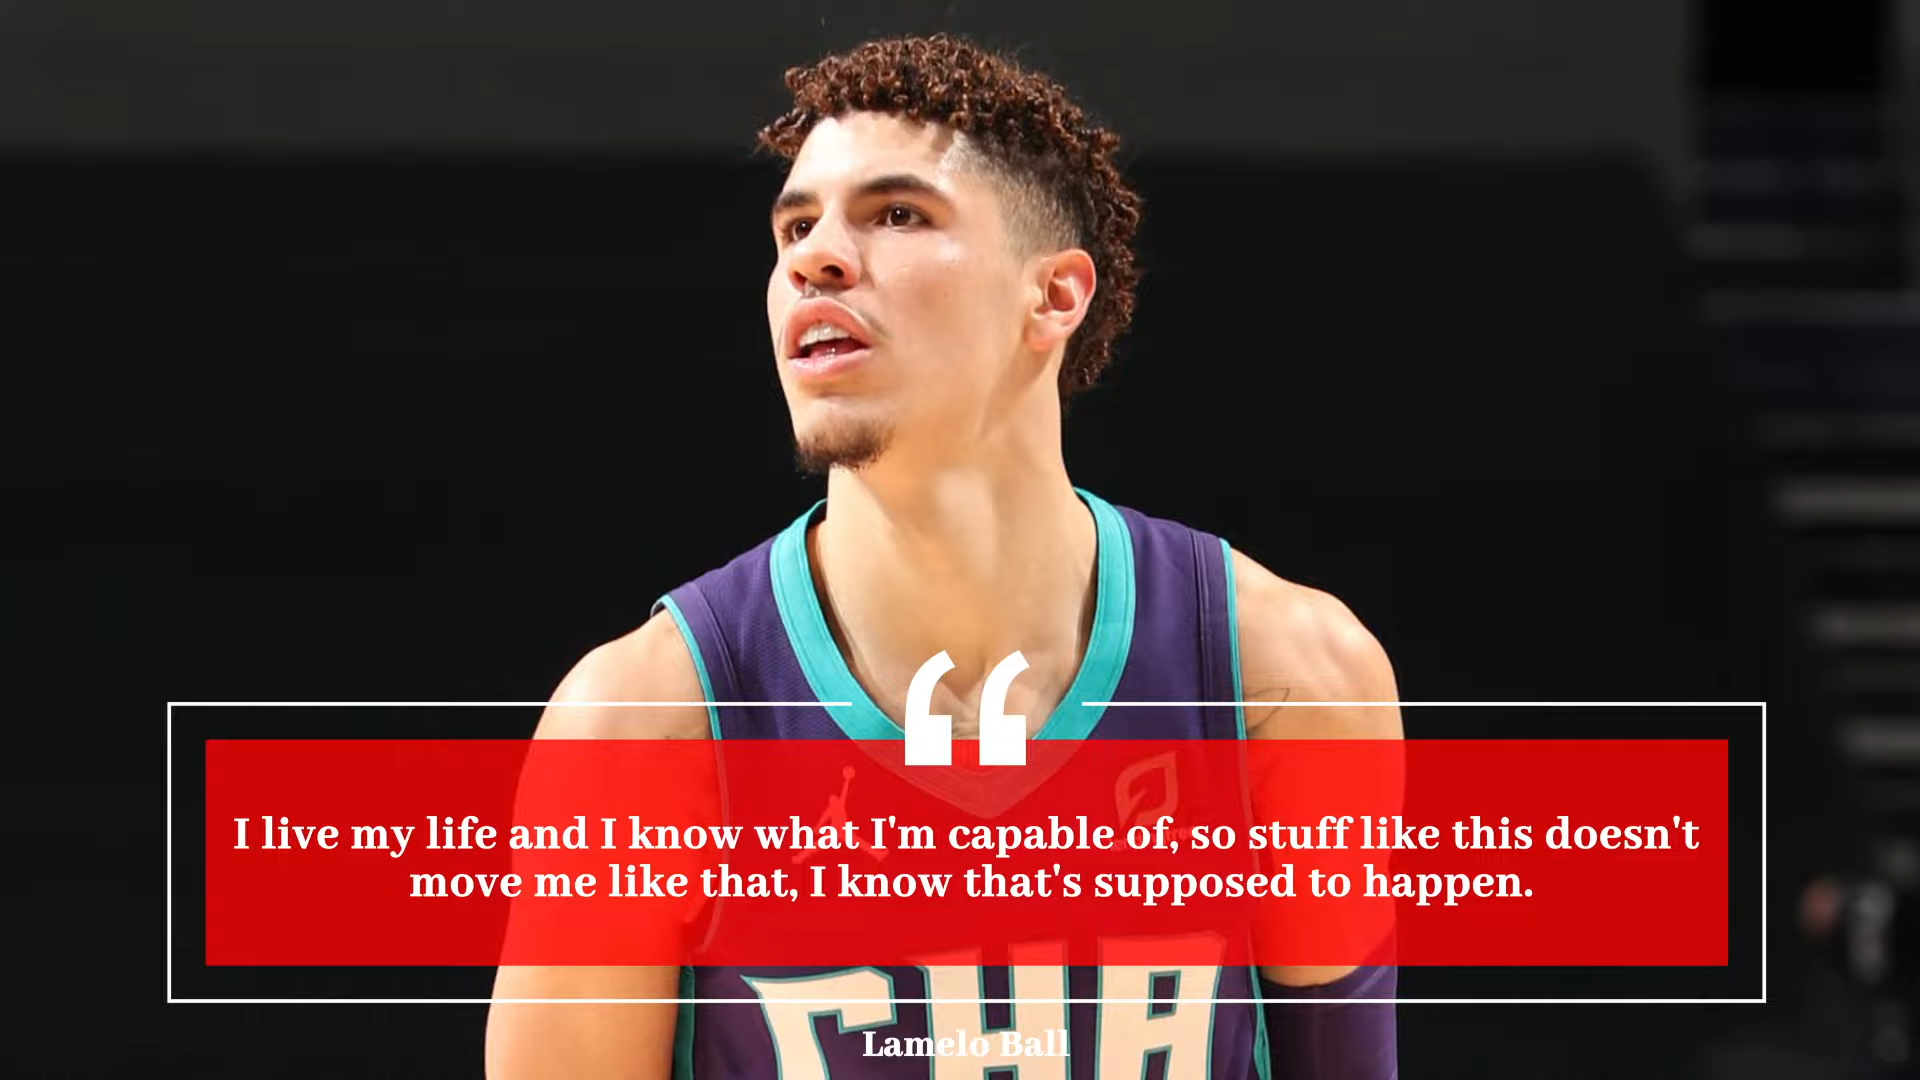 I live my life and I know what I'm capable of, so stuff like this doesn't
move me like that, I know that's supposed to happen.
CHA
Lamelo Ball